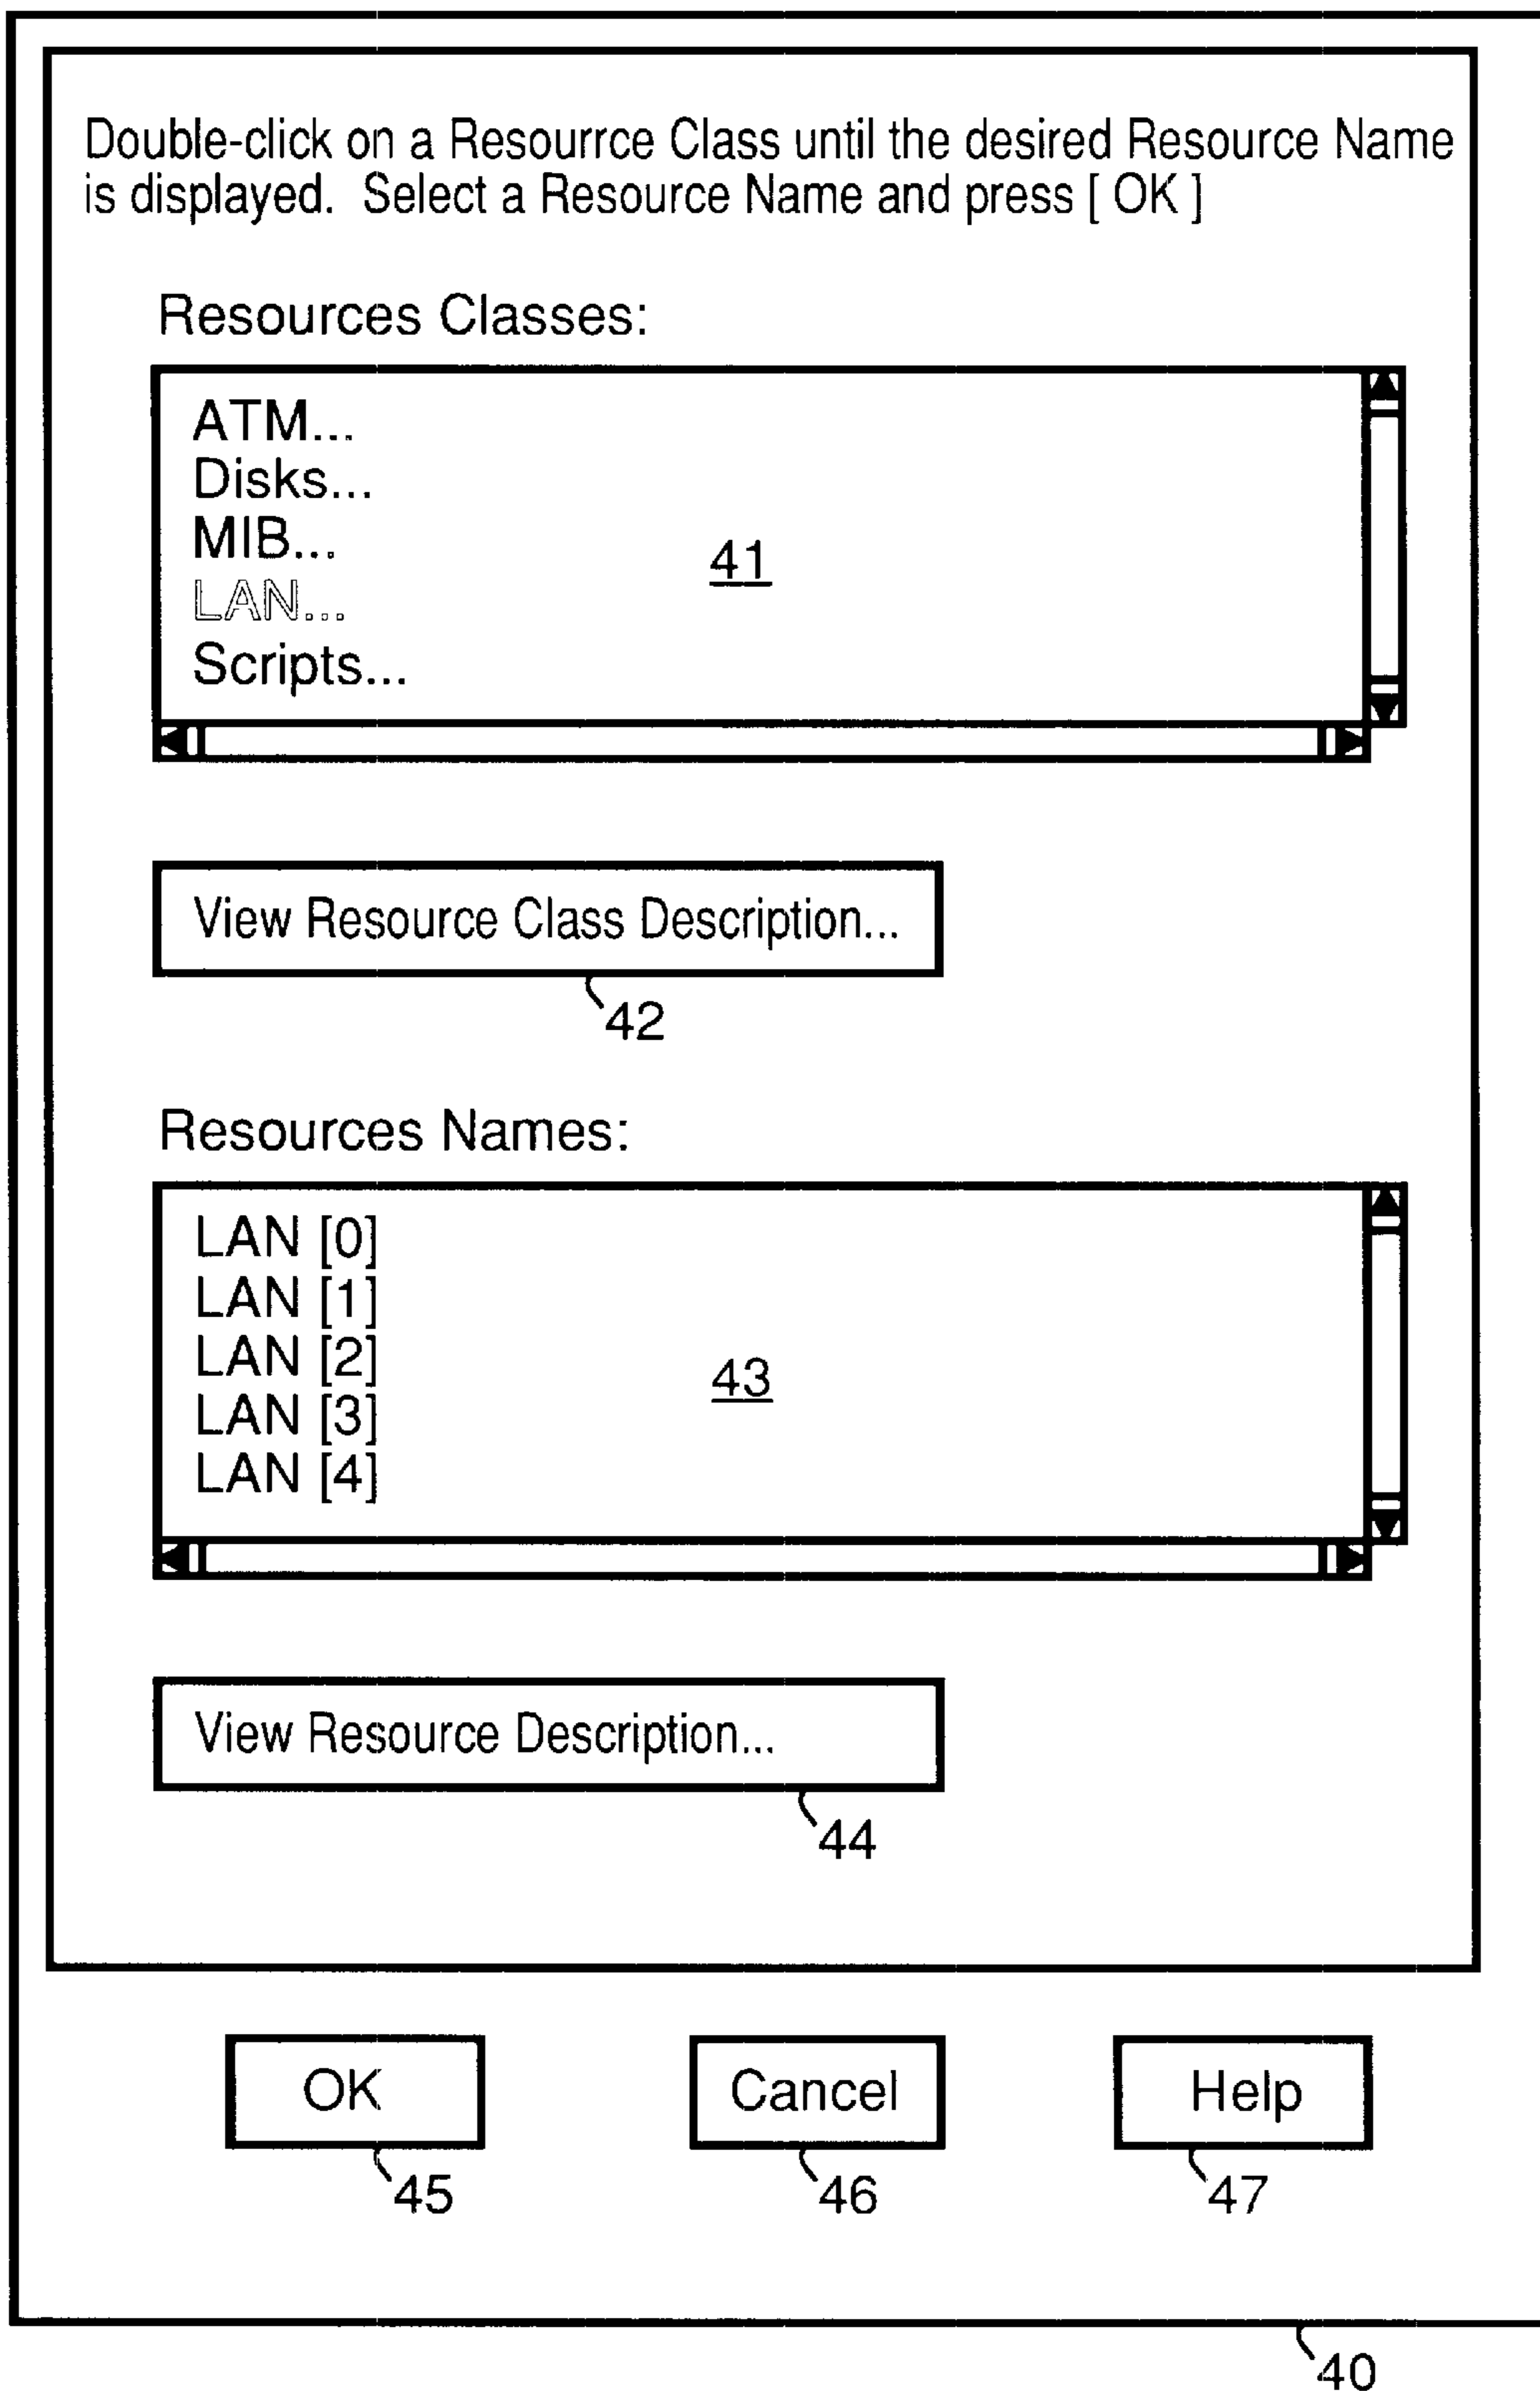 Double-click on a Resourrce Class until the desired Resource Name
is displayed. Select a Resource Name and press [ OK ]
Resources Classes:
ATM...
Disks...
MIB...
LAN...
Scripts...
41
View Resource Class Description...
42
Resources Names:
LAN [0]
LAN [1]
LAN [2]
LAN [3]
LAN [4]
43
View Resource Description...
44
OK
Cancel
Help
45
46
47
40